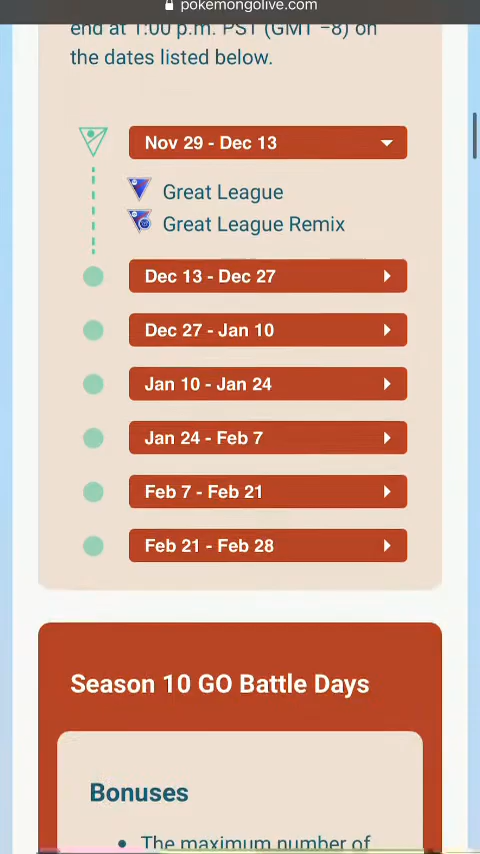 pokemongolive.com
end at 1:00 p.m. PST (GMT −8) on
the dates listed below.
Nov 29 - Dec 13
Great League
Great League Remix
Dec 13 - Dec 27
Dec 27 - Jan 10
Jan 10 - Jan 24
Jan 24 - Feb 7
Feb 7 - Feb 21
Feb 21 - Feb 28
Season 10 GO Battle Days
Bonuses
• The maximum number of